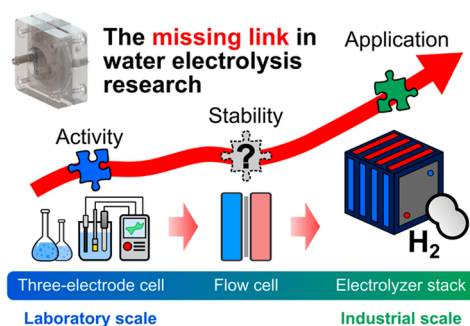 The missing link in
water electrolysis
research
Application
Stability
Activity
?
H2
Three-electrode cell
Flow cell
Electrolyzer stack
Laboratory scale
Industrial scale